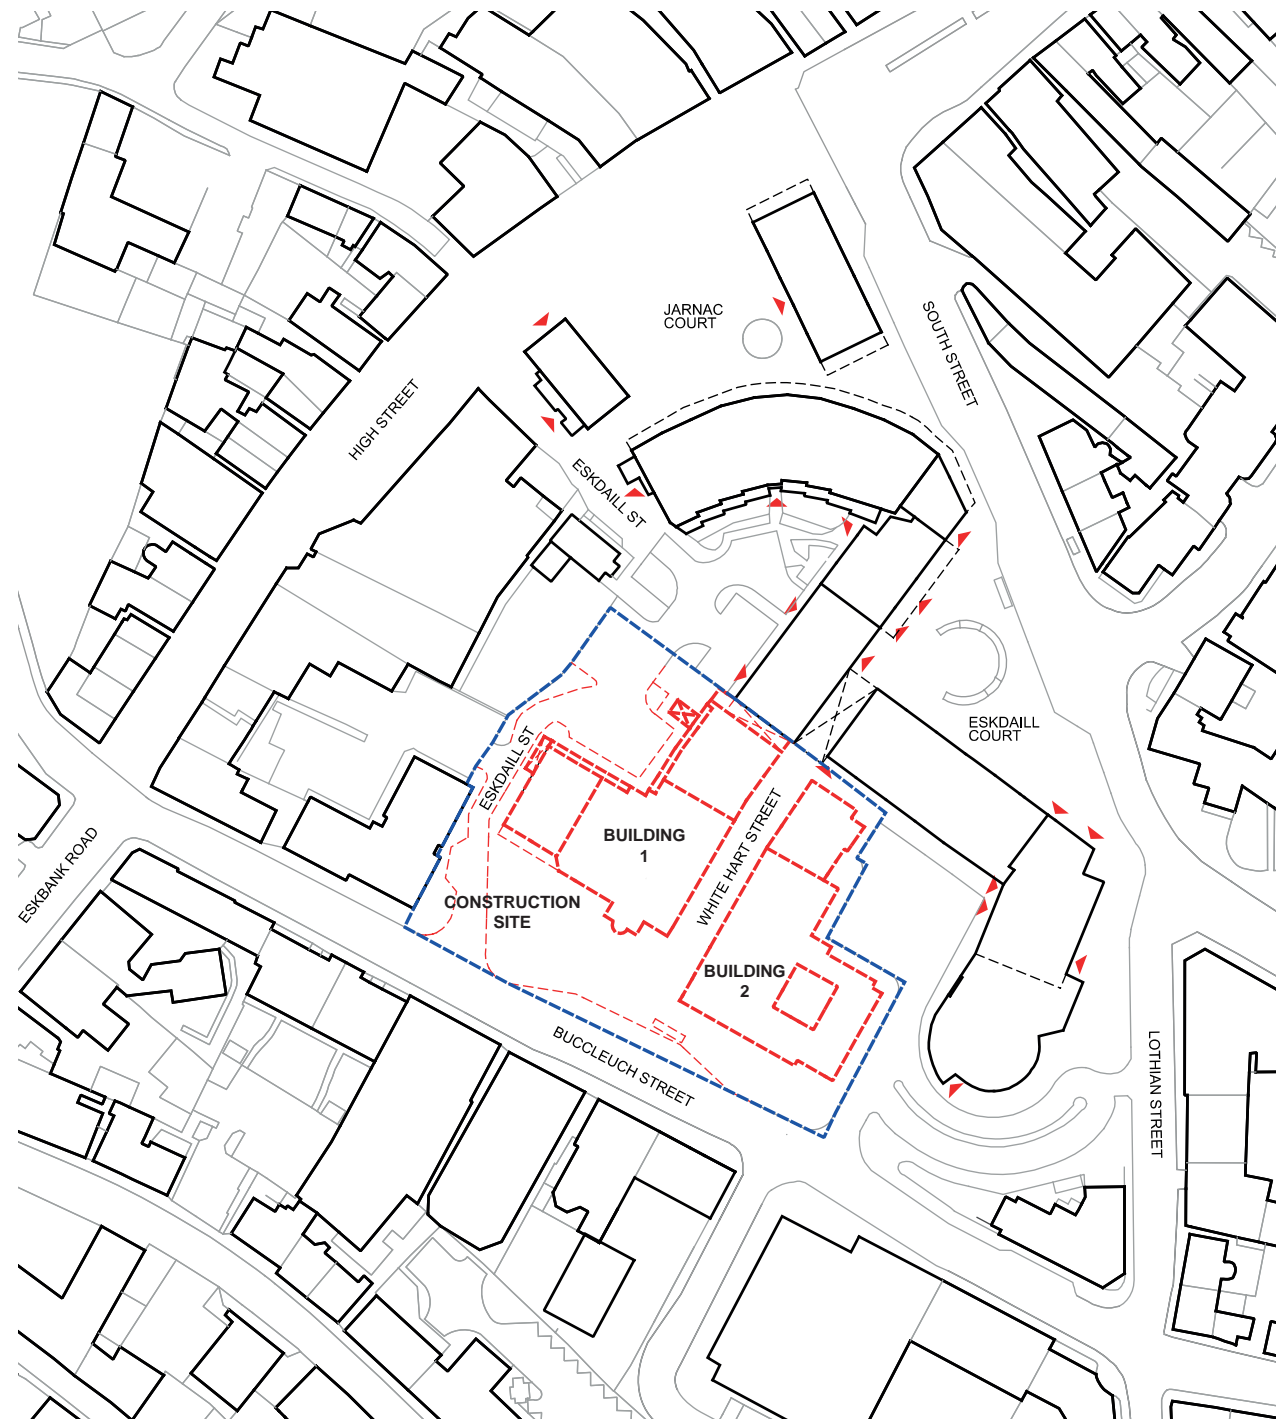 JARNAC
COURT
SOUTH STREET
HIGH STREET
ESKDAILL ST
ESKDAILL
COURT
ESKDAILL ST
WHITE HART STREET
BUILDING
1
ESKBANK ROAD
CONSTRUCTION
SITE
BUILDING
2
BUCCLEUCH STREET
LOTHIAN STREET